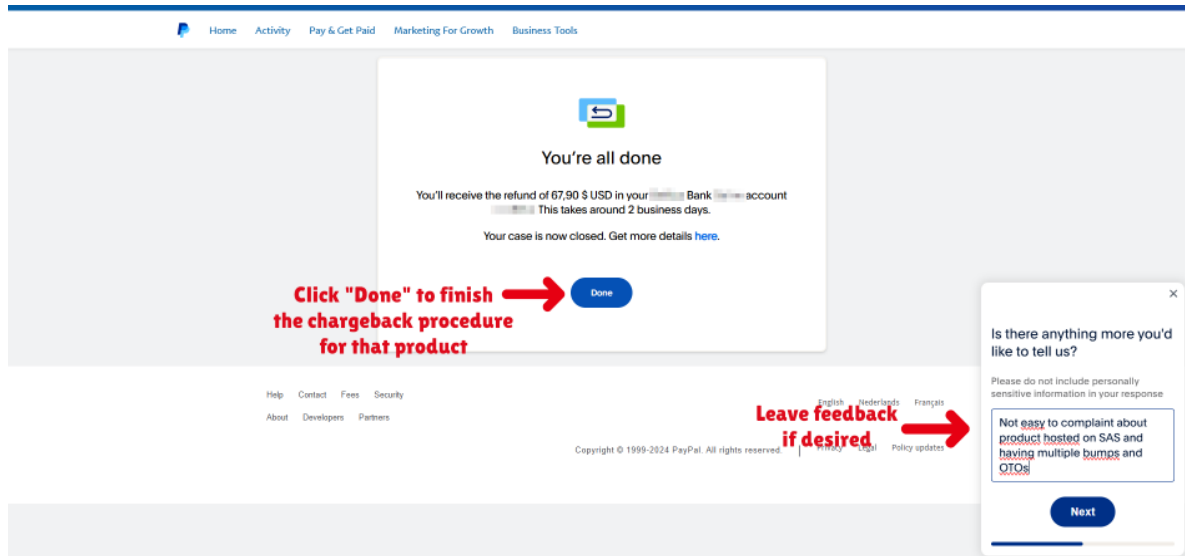 Home Activity Pay & Get Paid Marketing For Growth Business Tools
You're all done
You'll receive the refund of 67,90 $ USD in your Bank account
This takes around 2 business days.
Your case is now closed. Get more details here.
Click "Done" to finish
the chargeback procedure
for that product
Done
Help Contact Fees Security
About Developers Partners
English Nederlands Français
Copyright © 1999-2024 PayPal. All rights reserved. | Privacy Legal Policy updates
Leave feedback
if desired
Is there anything more you'd
like to tell us?
Please do not include personally
sensitive information in your response
Not easy to complaint about
product hosted on SAS and
having multiple bumps and
OTOs
Next